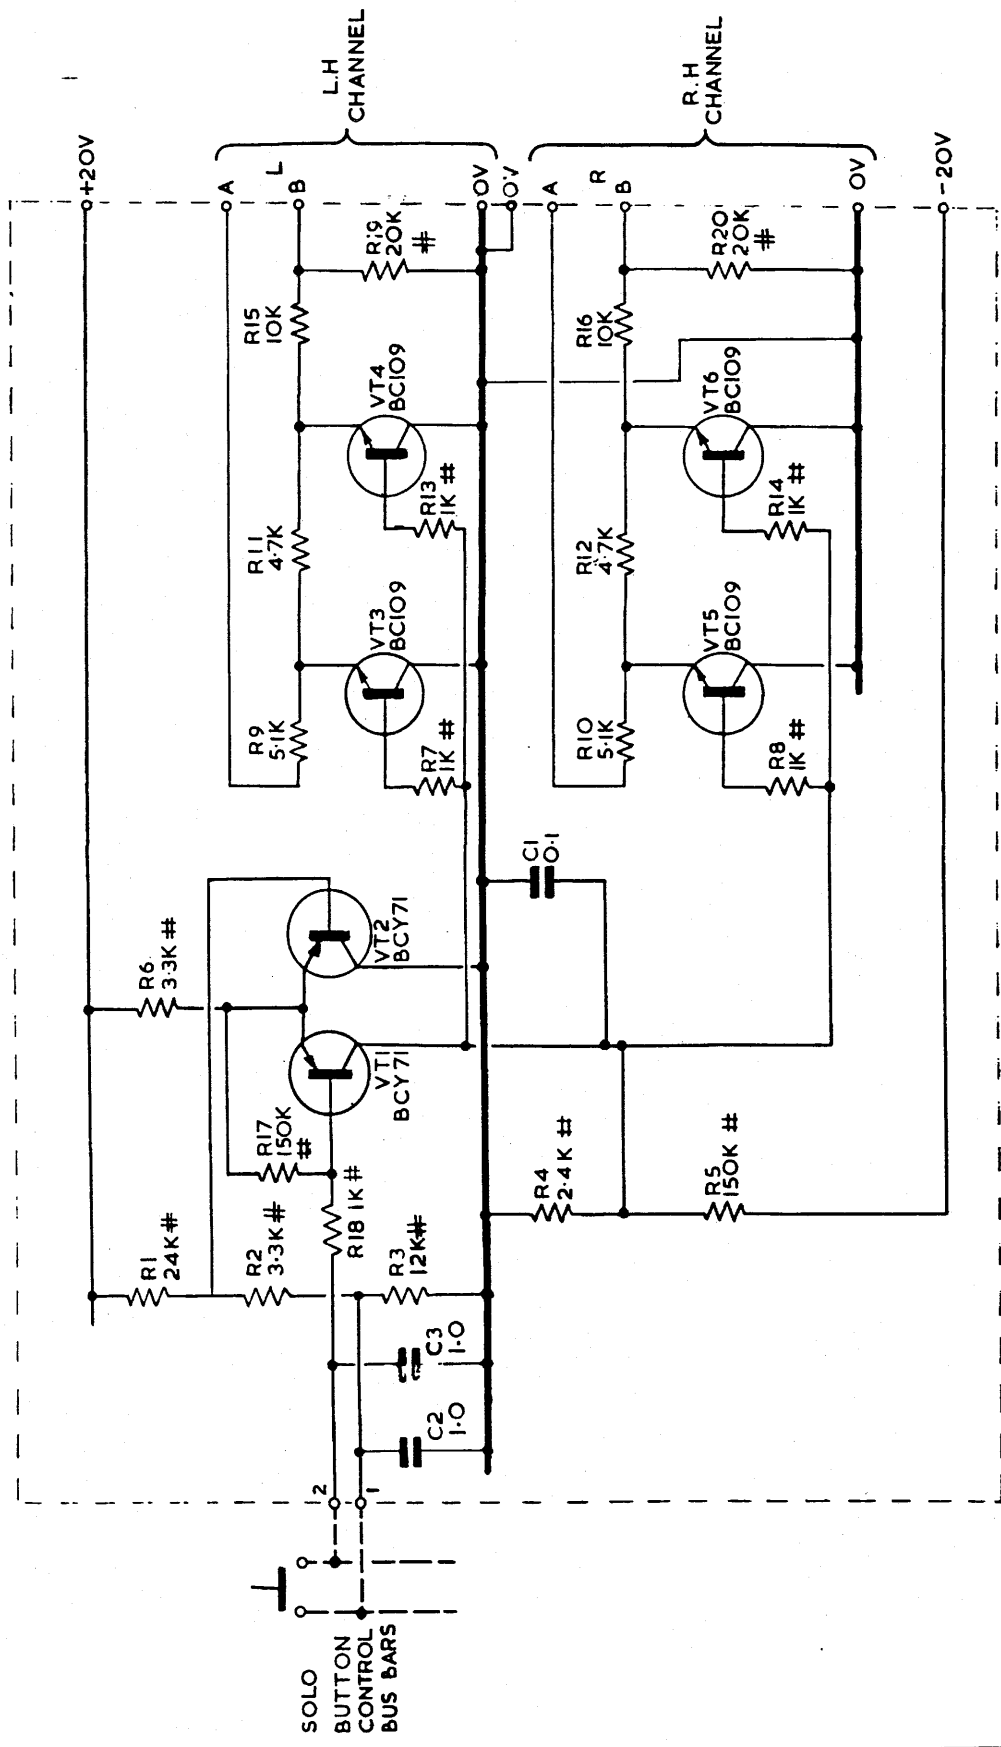 SOLO
BUTTON
CONTROL
BUS BARS
2
1
C2
1·0
C3
1·0
R1
24K #
R2
3·3K #
R3
12K #
R18 1K #
R17
150K
#
R6
3·3K #
VT1
BCY71
VT2
BCY71
R4
2·4K #
R5
150K #
C1
0·1
R9
5·1K
R7
1K #
VT3
BC109
R11
4·7K
R13
1K #
VT4
BC109
R15
10K
R19
20K
#
R10
5·1K
R8
1K #
VT5
BC109
R12
4·7K
R14
1K #
VT6
BC109
R16
10K
R20
20K
#
+20V
A
L
B
0V
0V
L.H
CHANNEL
A
R
B
0V
R.H
CHANNEL
-20V